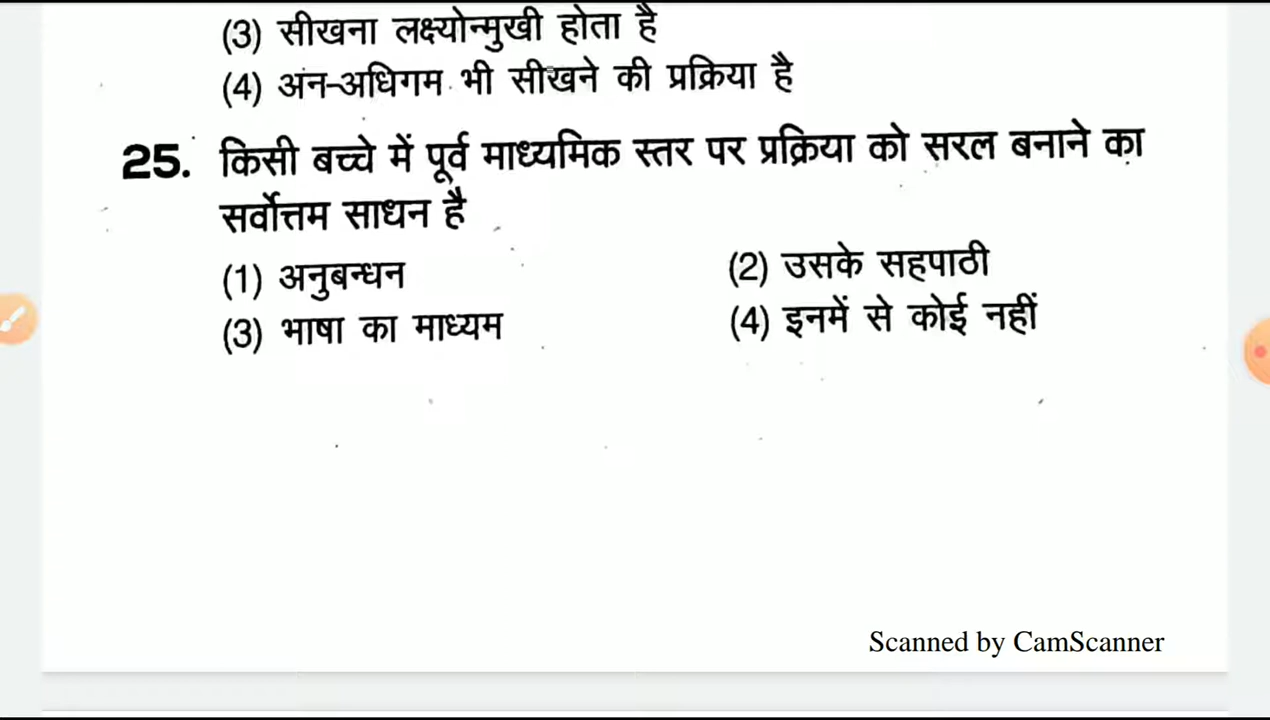 (3) सीखना लक्ष्योन्मुखी होता है
(4) अन-अधिगम भी सीखने की प्रक्रिया है
25. किसी बच्चे में पूर्व माध्यमिक स्तर पर प्रक्रिया को सरल बनाने का
सर्वोत्तम साधन है
(1) अनुबन्धन (2) उसके सहपाठी
(3) भाषा का माध्यम (4) इनमें से कोई नहीं
Scanned by CamScanner